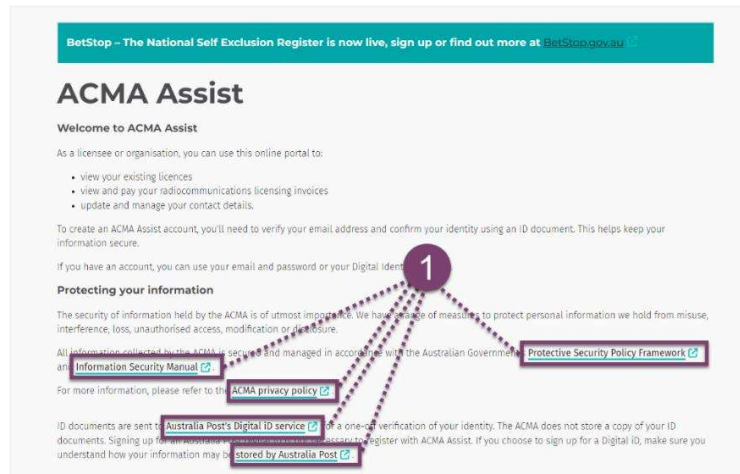 BetStop – The National Self Exclusion Register is now live, sign up or find out more at BetStop.gov.au
ACMA Assist
Welcome to ACMA Assist
As a licensee or organisation, you can use this online portal to:
• view your existing licences
• view and pay your radiocommunications licensing invoices
• update and manage your contact details.
To create an ACMA Assist account, you'll need to verify your email address and confirm your identity using an ID document. This helps keep your
information secure.
If you have an account, you can use your email and password or your Digital
1
Protecting your information
The security of information held by the ACMA is of utmost importance. We have a range of measures to protect personal information we hold from misuse,
interference, loss, unauthorised access, modification or disclosure.
All information collected by the ACMA is secured and managed in accordance with the Australian Government's Protective Security Policy Framework
and Information Security Manual.
For more information, please refer to the ACMA privacy policy.
ID documents are sent to Australia Post's Digital iD service for a one-off verification of your identity. The ACMA does not store a copy of your ID
documents. Signing up for an Australia Post to register with ACMA Assist. If you choose to sign up for a Digital iD, make sure you
understand how your information may be stored by Australia Post.